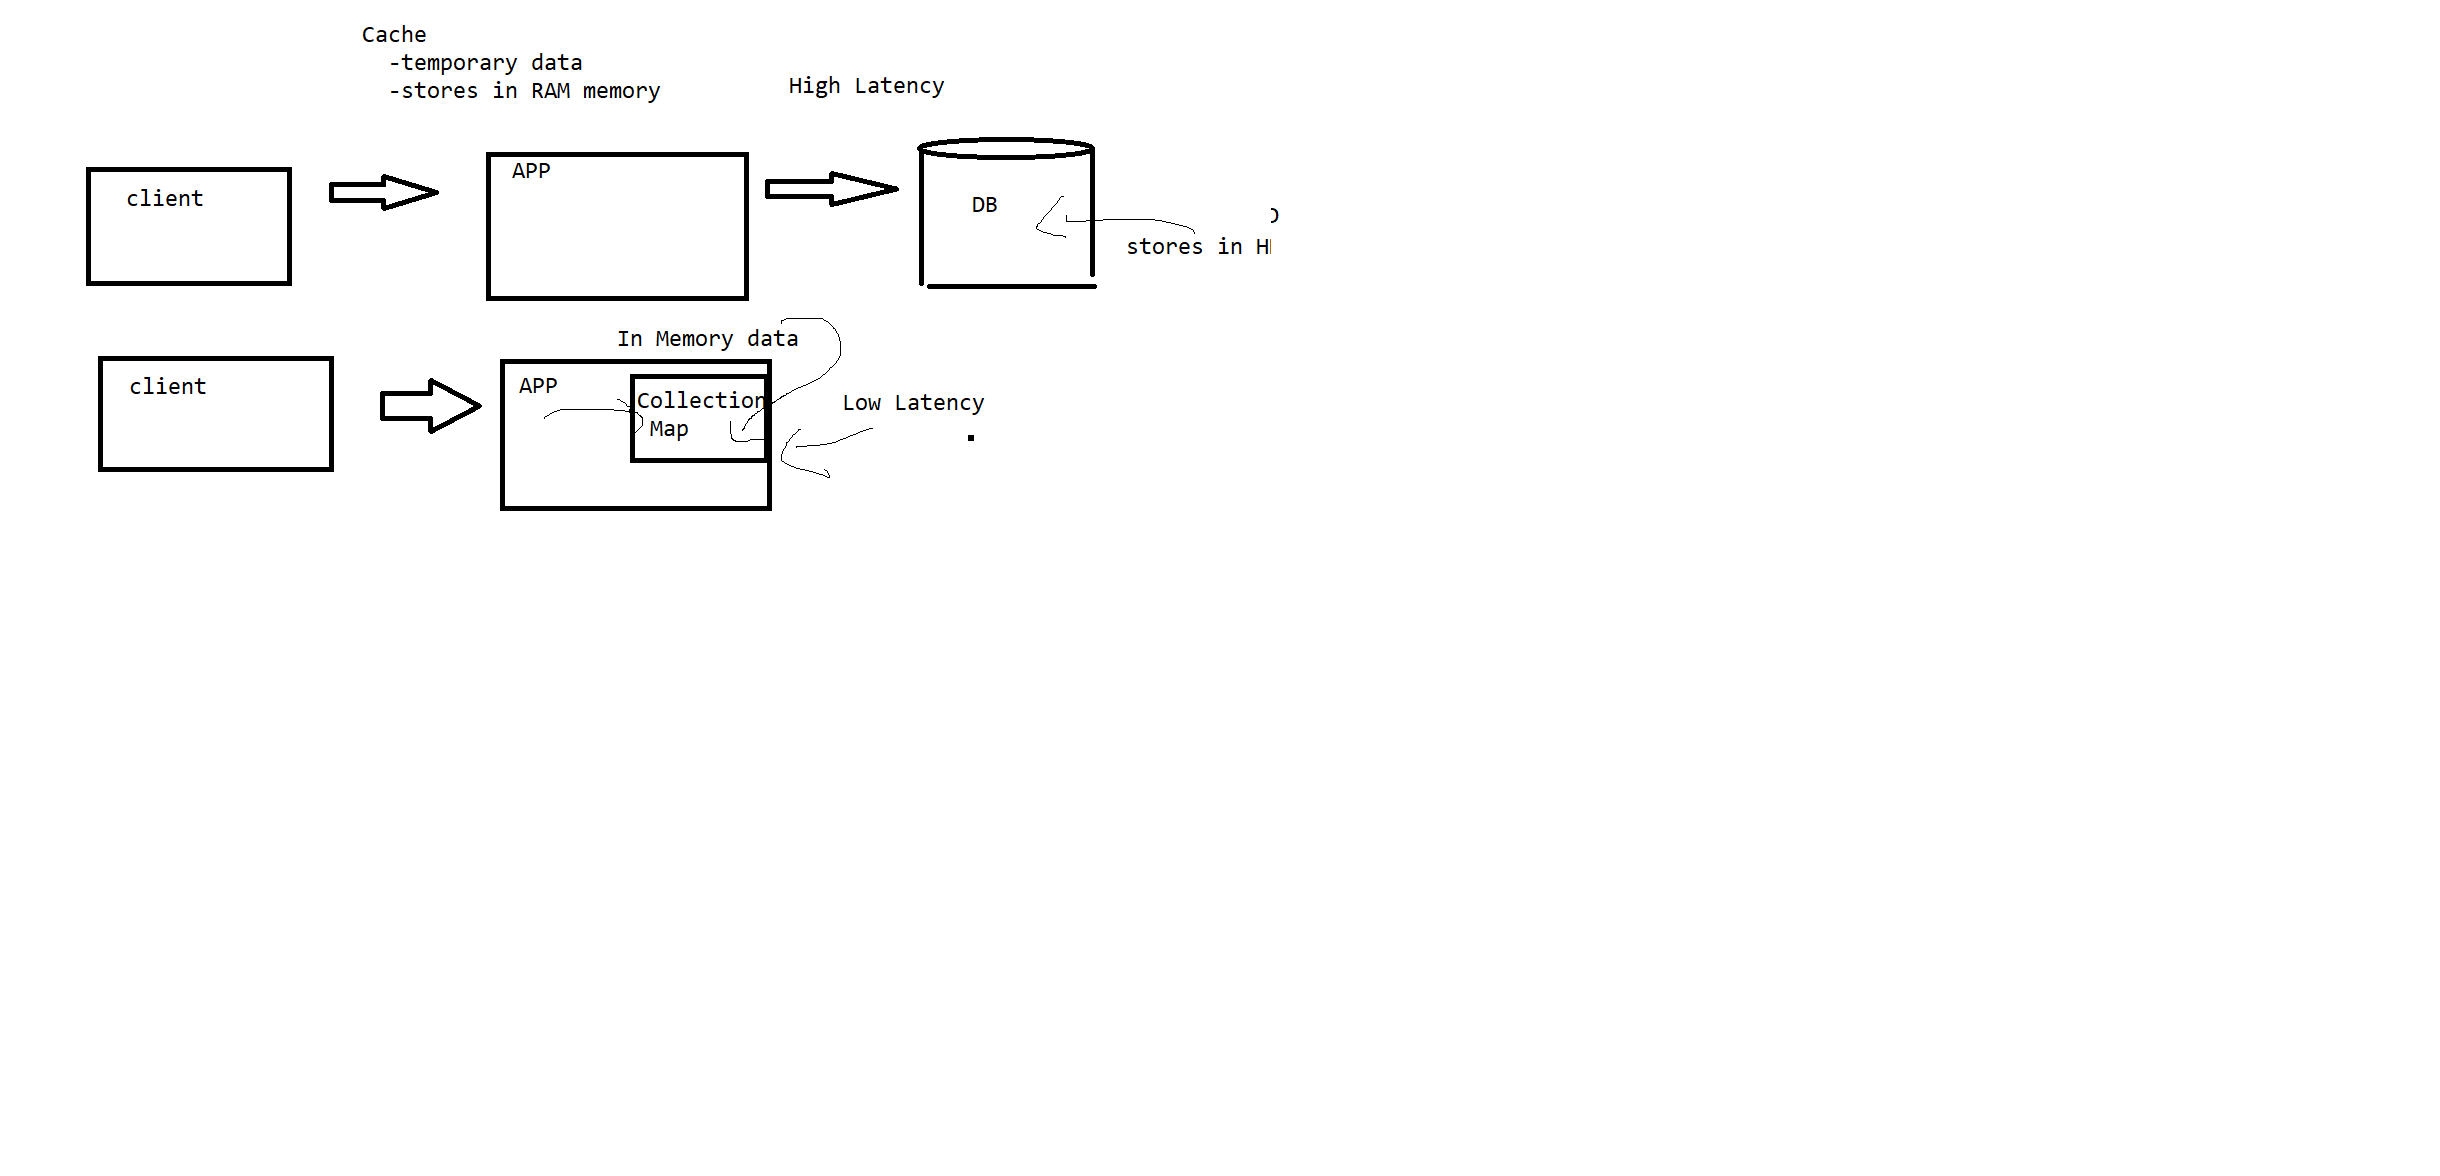 Cache
-temporary data
-stores in RAM memory
High Latency
client
APP
DB
stores in
In Memory data
client
APP
Collection
Map
Low Latency